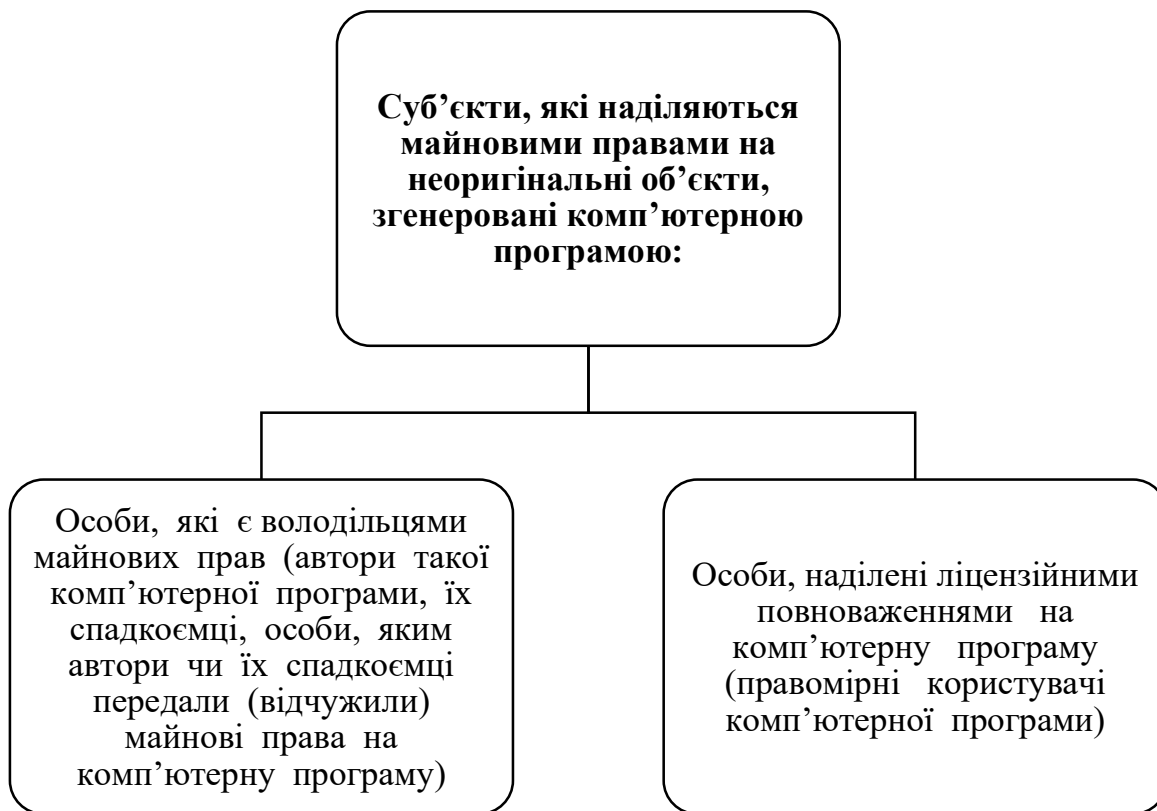 Суб’єкти, які наділяються
майновими правами на
неоригінальні об’єкти,
згенеровані комп’ютерною
програмою:
Особи, які є володільцями
майнових прав (автори такої
комп’ютерної програми, їх
спадкоємці, особи, яким
автори чи їх спадкоємці
передали (відчужили)
майнові права на
комп’ютерну програму)
Особи, наділені ліцензійними
повноваженнями на
комп’ютерну програму
(правомірні користувачі
комп’ютерної програми)